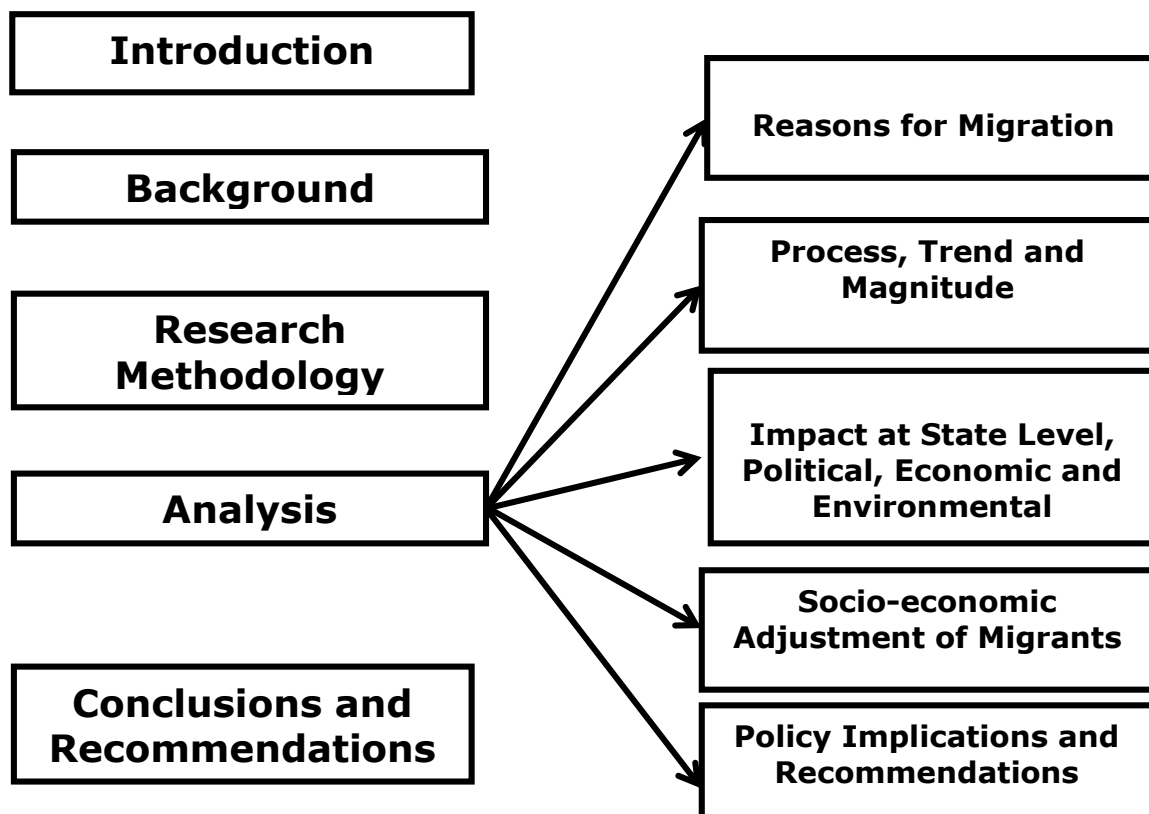 Introduction
Background
Research
Methodology
Analysis
Conclusions and
Recommendations
Reasons for Migration
Process, Trend and
Magnitude
Impact at State Level,
Political, Economic and
Environmental
Socio-economic
Adjustment of Migrants
Policy Implications and
Recommendations